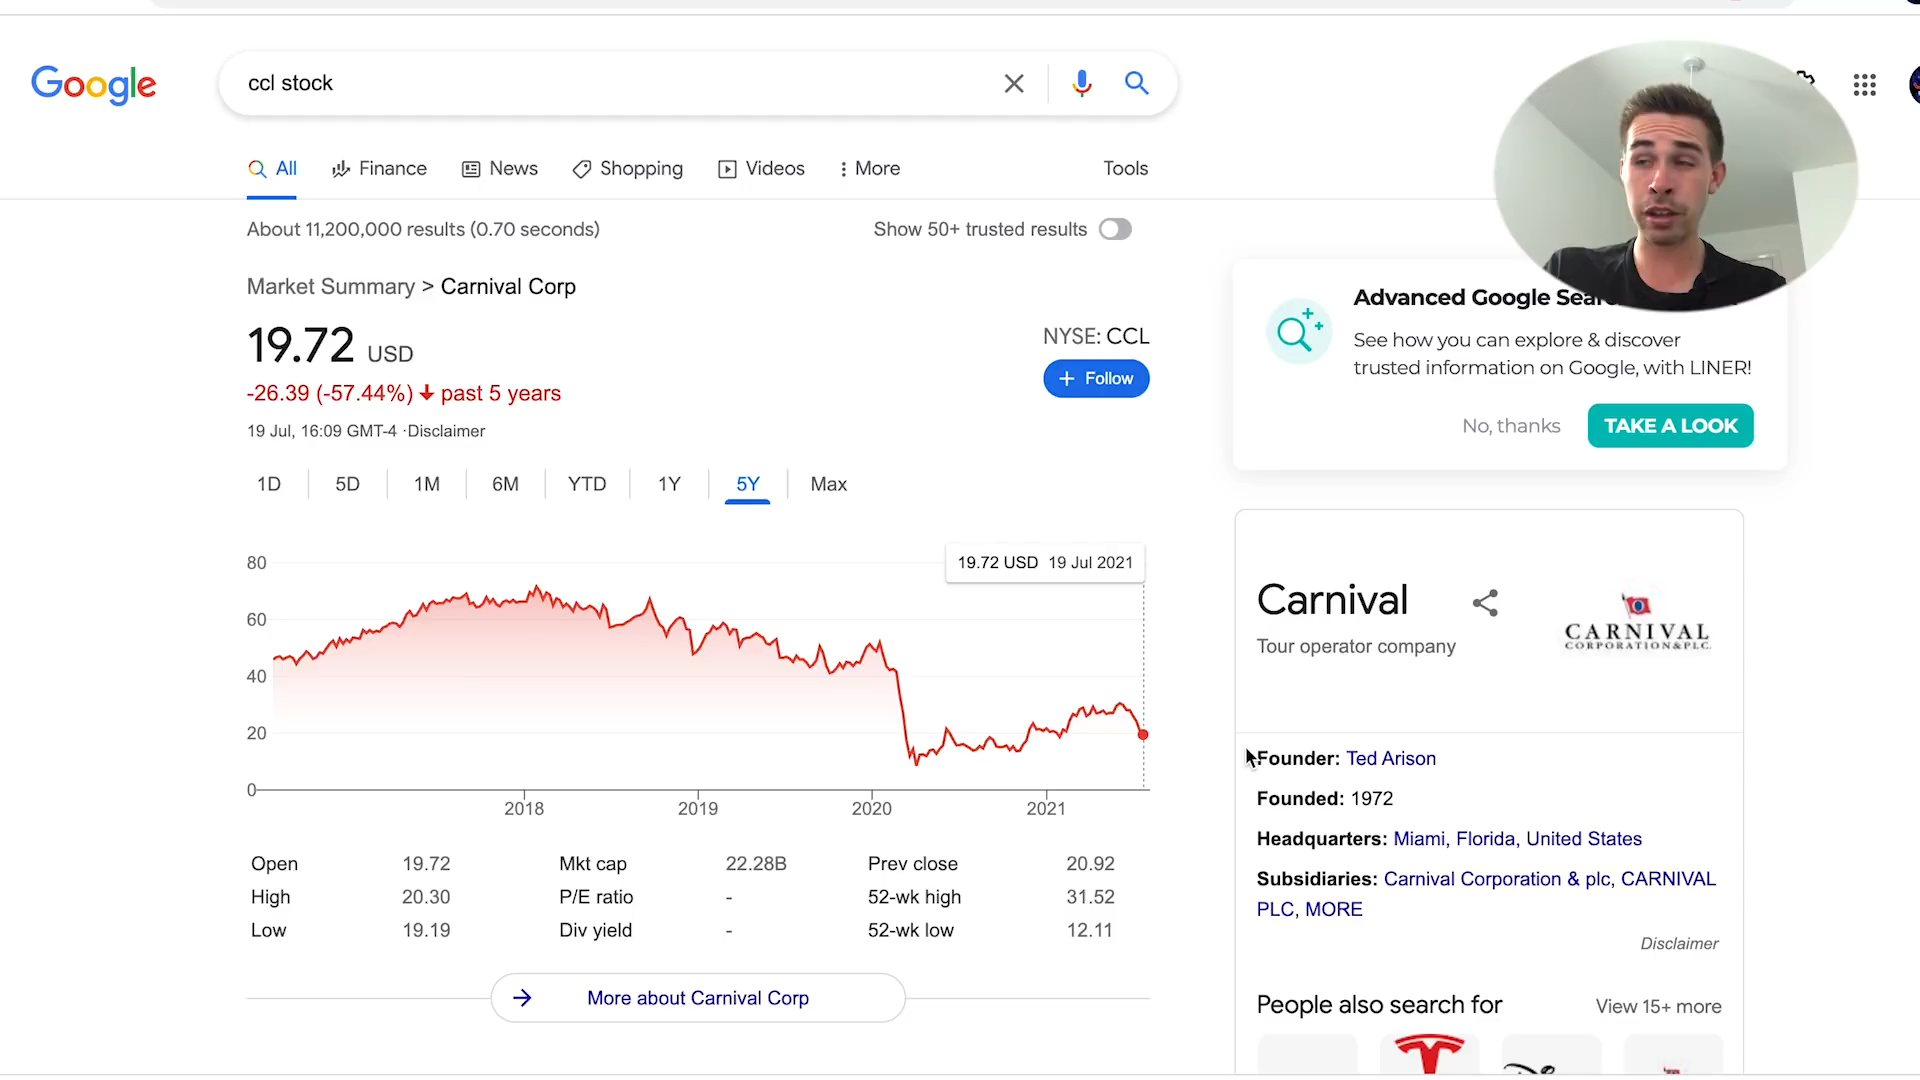 Google
ccl stock
All
Finance
News
Shopping
Videos
More
Tools
About 11,200,000 results (0.70 seconds)
Show 50+ trusted results
Market Summary > Carnival Corp
19.72 USD
NYSE: CCL
-26.39 (-57.44%) past 5 years
+ Follow
19 Jul, 16:09 GMT-4 ·Disclaimer
1D
5D
1M
6M
YTD
1Y
5Y
Max
19.72 USD 19 Jul 2021
80
60
40
20
0
2018
2019
2020
2021
Open 19.72
Mkt cap 22.28B
Prev close 20.92
High 20.30
P/E ratio -
52-wk high 31.52
Low 19.19
Div yield -
52-wk low 12.11
More about Carnival Corp
Advanced Google
See how you can explore & discover
trusted information on Google, with LINER!
No, thanks
TAKE A LOOK
Carnival
Tour operator company
CARNIVAL
CORPORATION & PLC.
Founder: Ted Arison
Founded: 1972
Headquarters: Miami, Florida, United States
Subsidiaries: Carnival Corporation & plc, CARNIVAL
PLC, MORE
Disclaimer
People also search for
View 15+ more